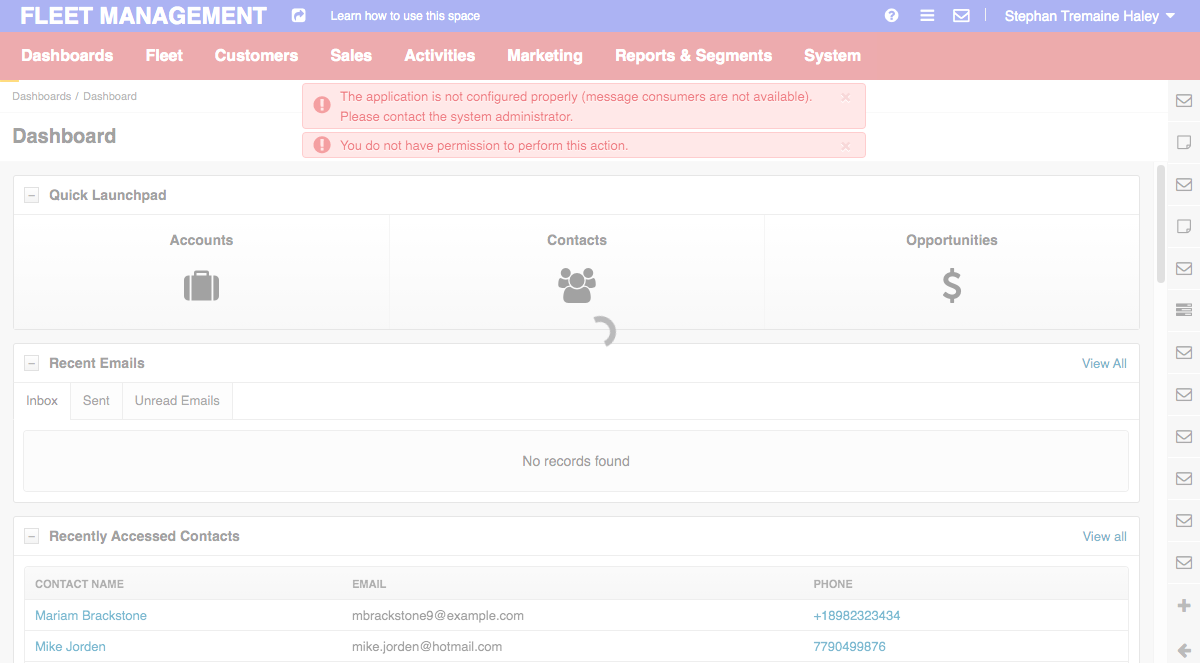 FLEET MANAGEMENT
Learn how to use this space
Stephan Tremaine Haley
Dashboards Fleet Customers Sales Activities Marketing Reports & Segments System
Dashboards / Dashboard
The application is not configured properly (message consumers are not available).
Please contact the system administrator.
You do not have permission to perform this action.
Dashboard
Quick Launchpad
Accounts Contacts Opportunities
Recent Emails View All
Inbox Sent Unread Emails
No records found
Recently Accessed Contacts View all
CONTACT NAME EMAIL PHONE
Mariam Brackstone mbrackstone9@example.com +18982323434
Mike Jorden mike.jorden@hotmail.com 7790499876